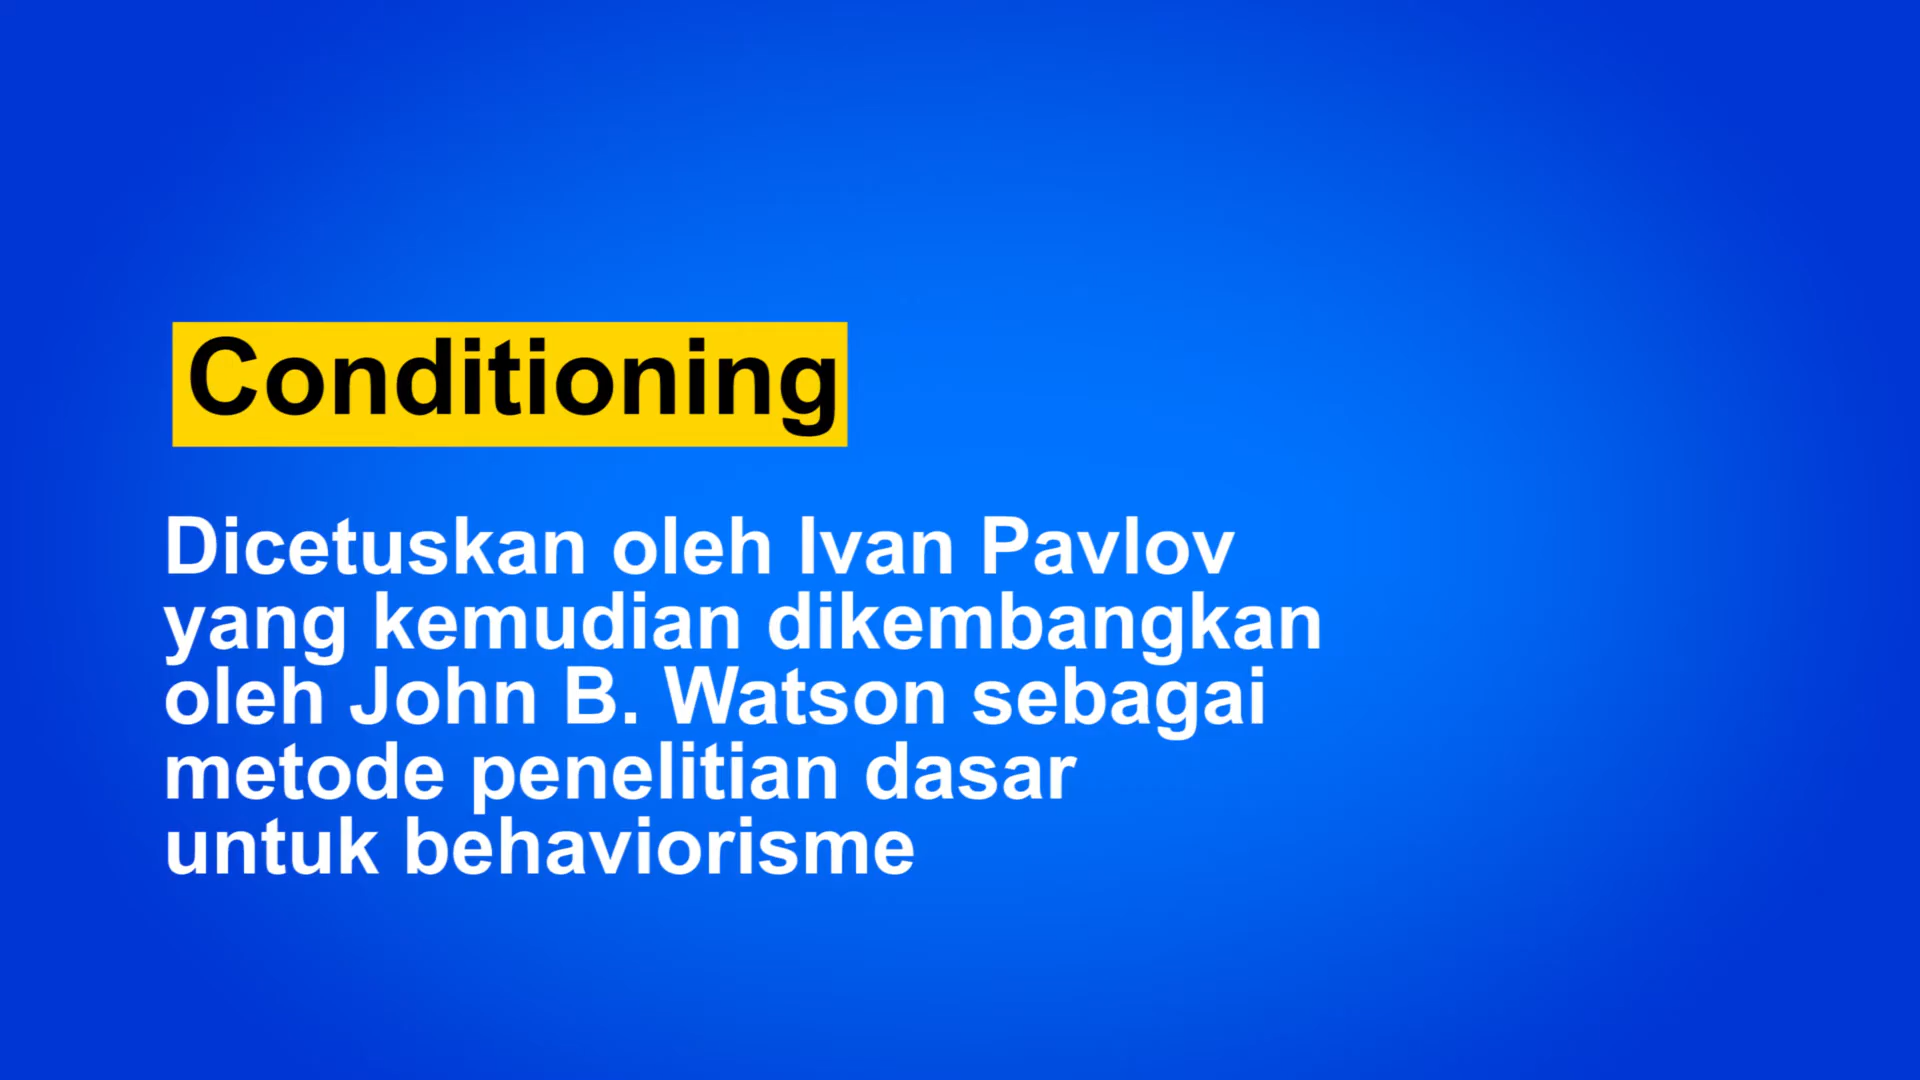 Conditioning
Dicetuskan oleh Ivan Pavlov
yang kemudian dikembangkan
oleh John B. Watson sebagai
metode penelitian dasar
untuk behaviorisme